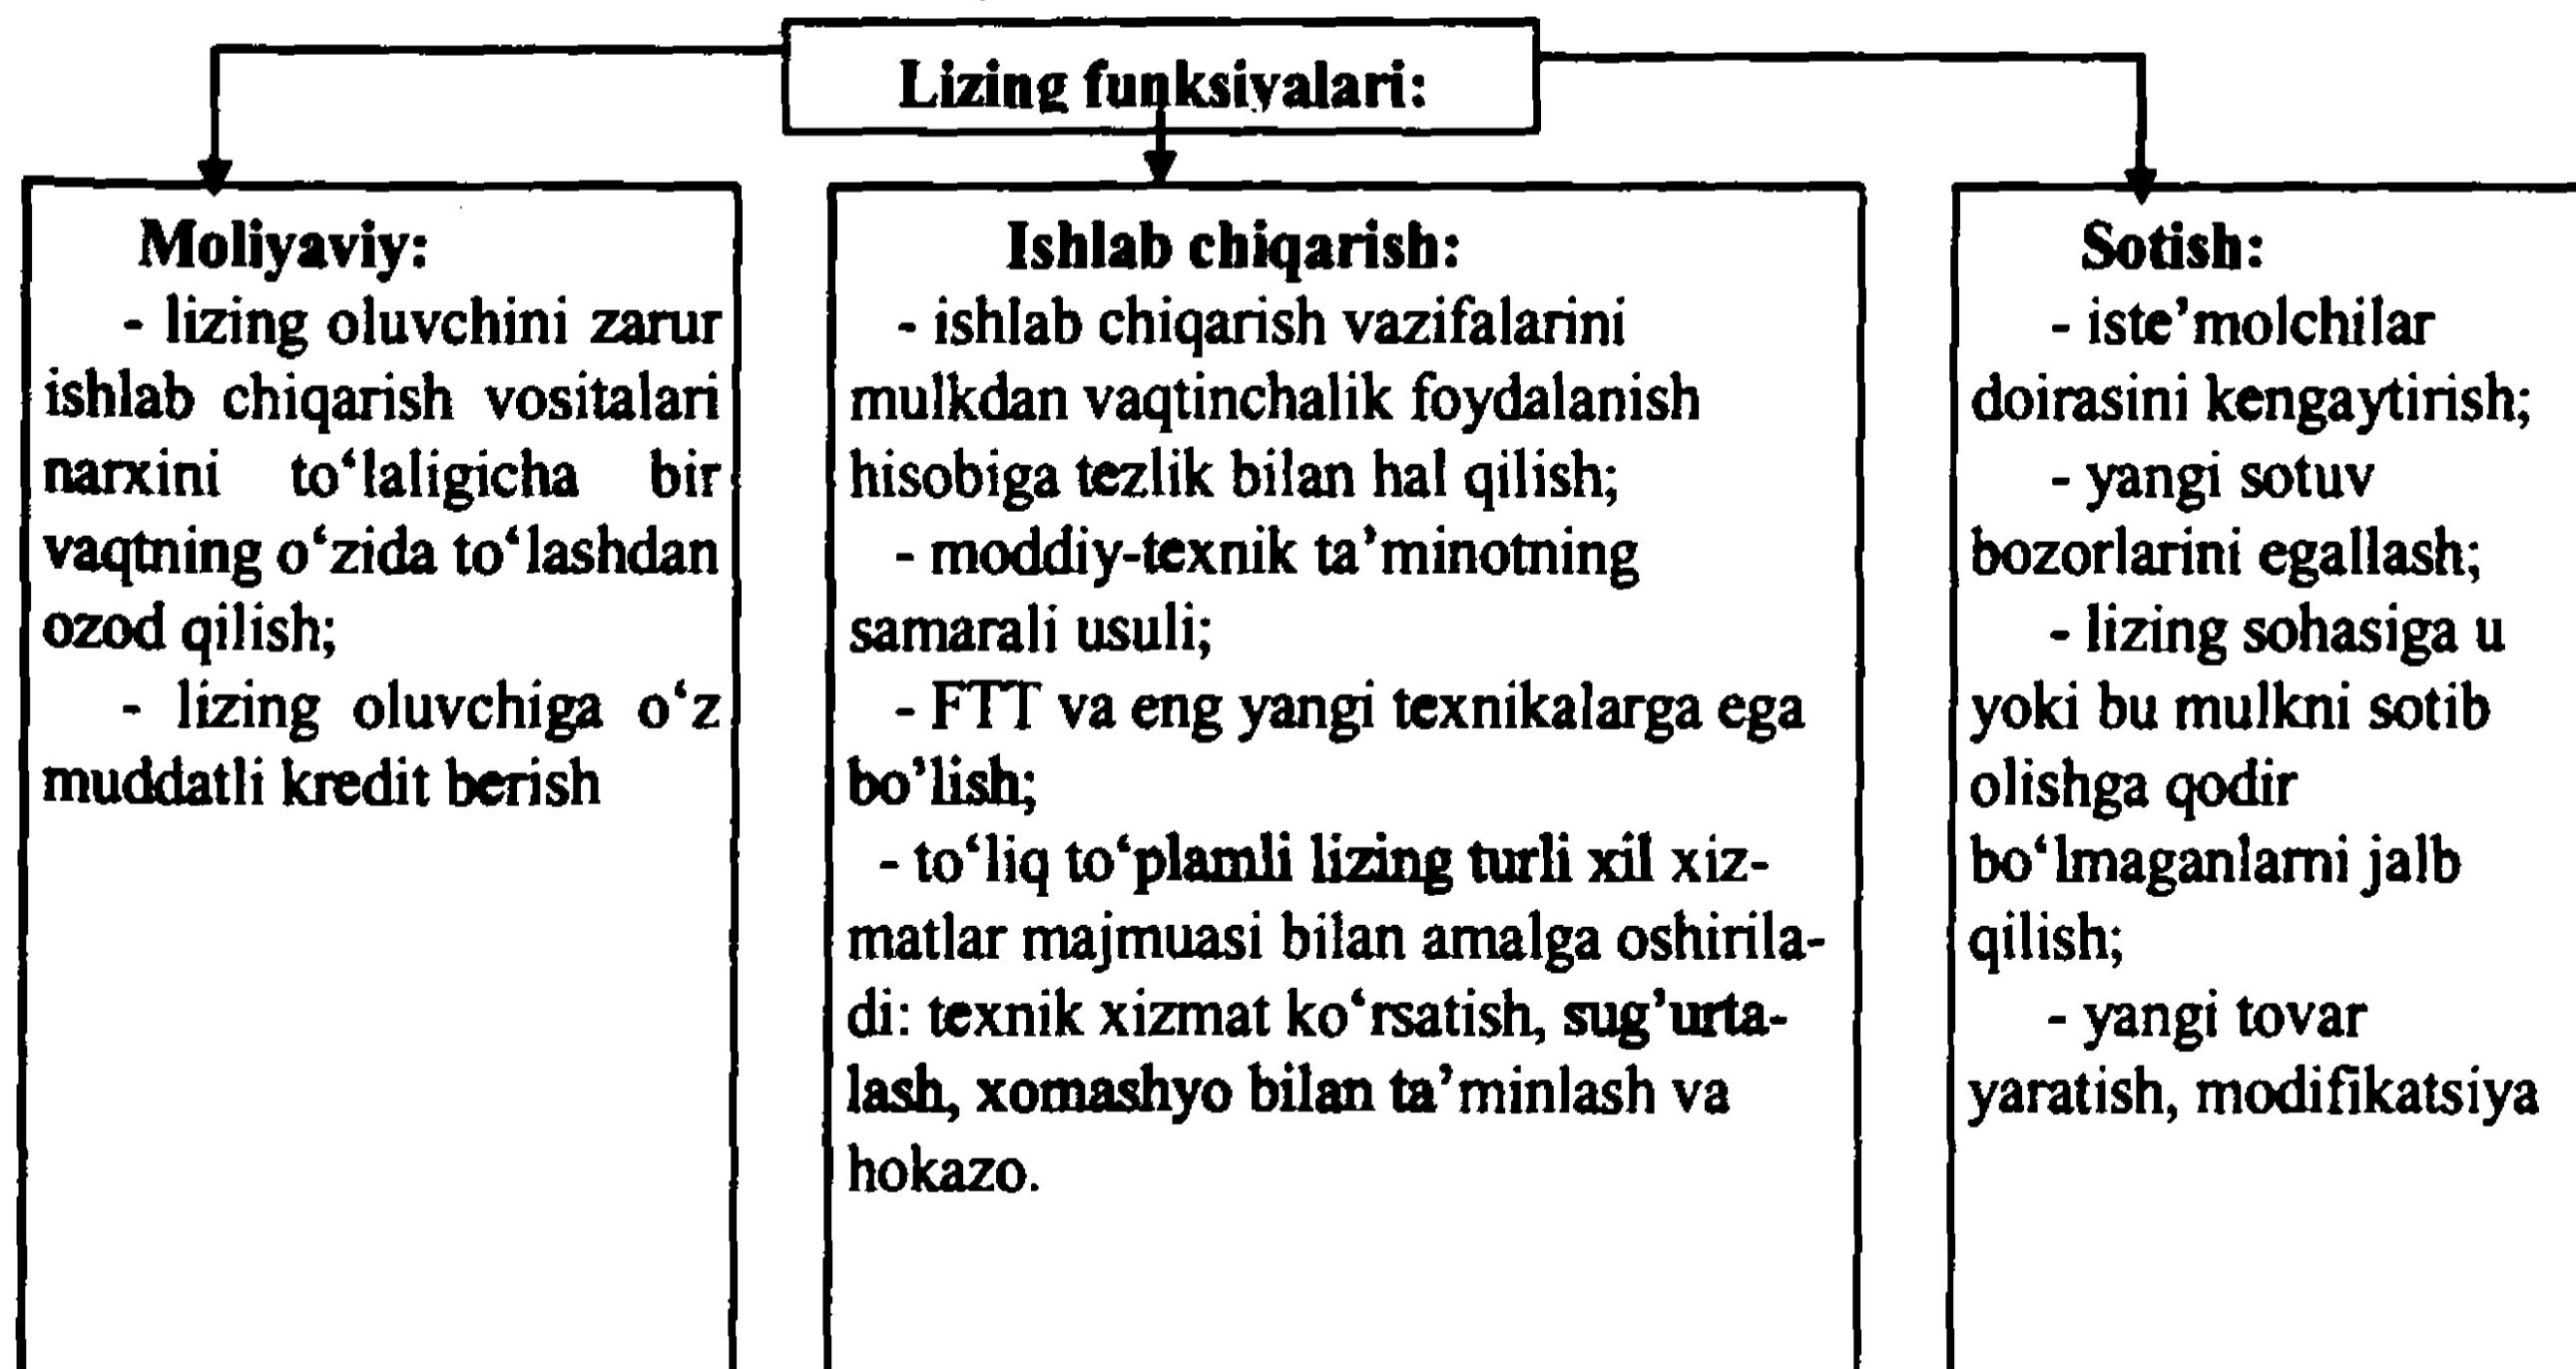 Lizing funksiyalari:
Moliyaviy:
- lizing oluvchini zarur
ishlab chiqarish vositalari
narxini to‘laligicha bir
vaqtning o‘zida to‘lashdan
ozod qilish;
- lizing oluvchiga o‘z
muddatli kredit berish
Ishlab chiqarish:
- ishlab chiqarish vazifalarini
mulkdan vaqtinchalik foydalanish
hisobiga tezlik bilan hal qilish;
- moddiy-texnik ta’minotning
samarali usuli;
- FTT va eng yangi texnikalarga ega
bo’lish;
- to‘liq to‘plamli lizing turli xil xiz-
matlar majmuasi bilan amalga oshirila-
di: texnik xizmat ko‘rsatish, sug’urta-
lash, xomashyo bilan ta’minlash va
hokazo.
Sotish:
- iste’molchilar
doirasini kengaytirish;
- yangi sotuv
bozorlarini egallash;
- lizing sohasiga u
yoki bu mulkni sotib
olishga qodir
bo‘lmaganlarni jalb
qilish;
- yangi tovar
yaratish, modifikatsiya